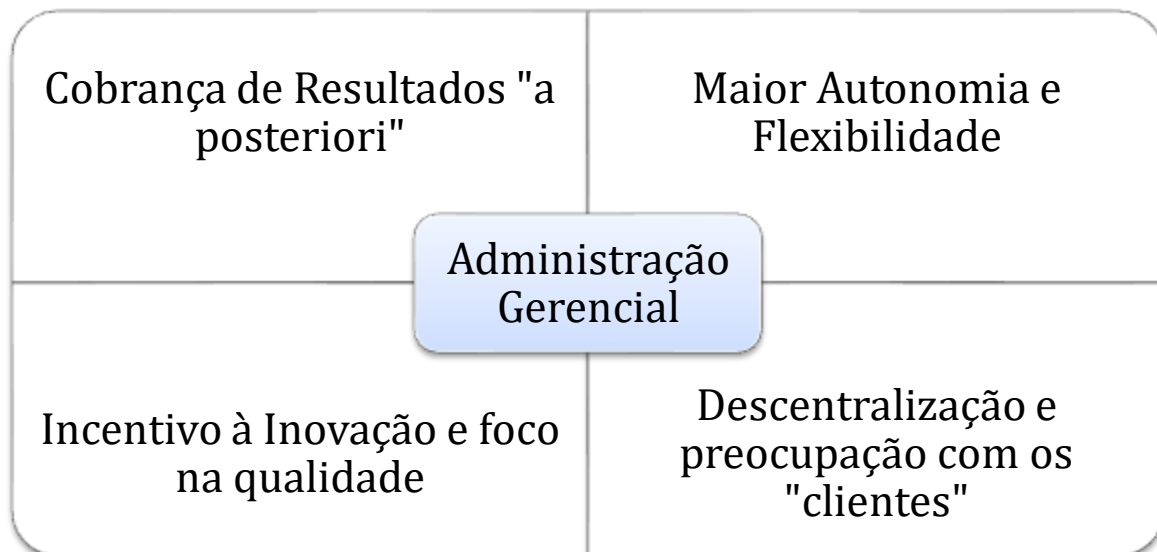 Cobrança de Resultados "a
posteriori"
Maior Autonomia e
Flexibilidade
Administração
Gerencial
Incentivo à Inovação e foco
na qualidade
Descentralização e
preocupação com os
"clientes"